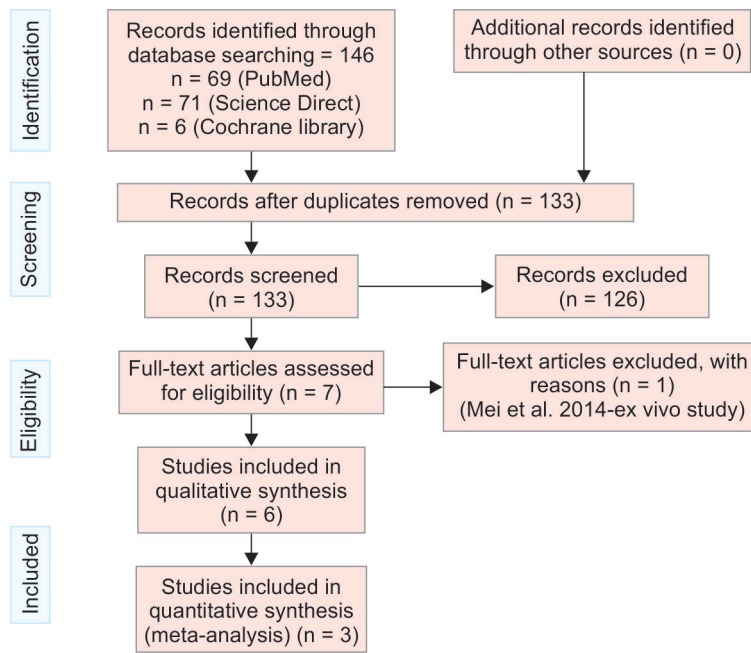 Identification
Records identified through
database searching = 146
n = 69 (PubMed)
n = 71 (Science Direct)
n = 6 (Cochrane library)
Additional records identified
through other sources (n = 0)
Screening
Records after duplicates removed (n = 133)
Records screened
(n = 133)
Records excluded
(n = 126)
Eligibility
Full-text articles assessed
for eligibility (n = 7)
Full-text articles excluded, with
reasons (n = 1)
(Mei et al. 2014-ex vivo study)
Studies included in
qualitative synthesis
(n = 6)
Included
Studies included in
quantitative synthesis
(meta-analysis) (n = 3)